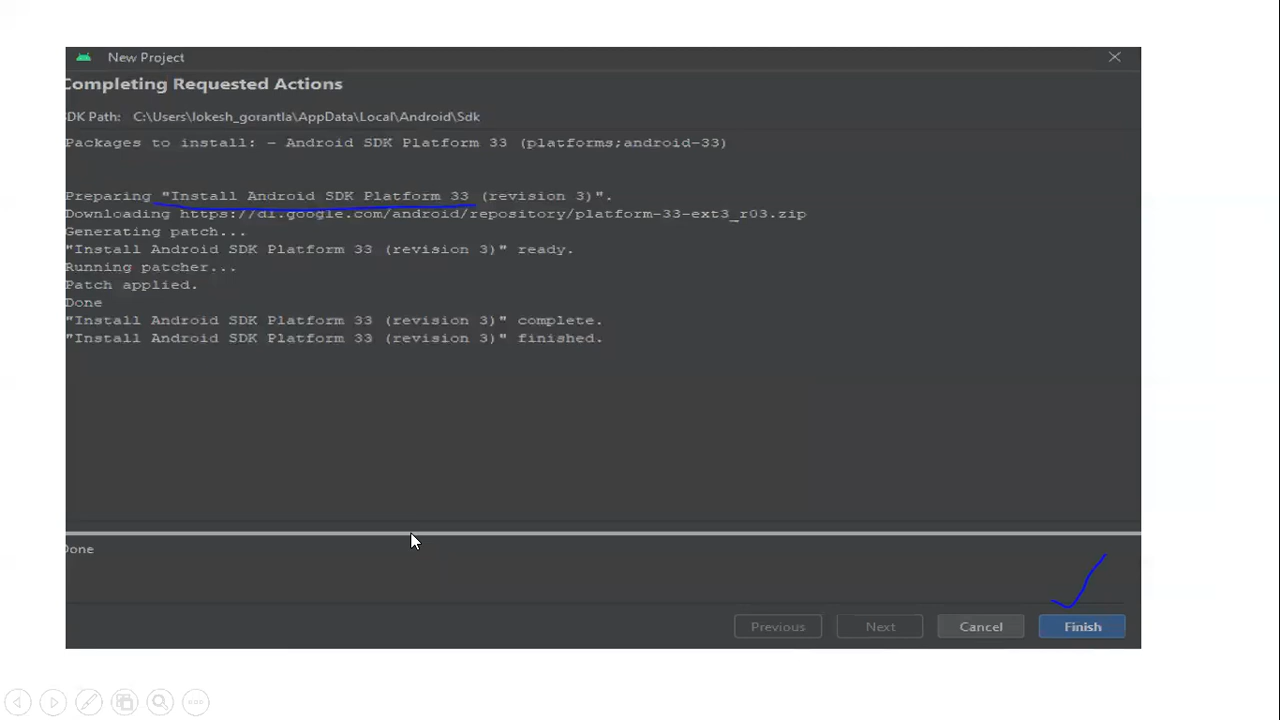 New Project
Completing Requested Actions
SDK Path: C:\Users\lokesh_gorantla\AppData\Local\Android\Sdk
Packages to install: - Android SDK Platform 33 (platforms;android-33)
Preparing "Install Android SDK Platform 33 (revision 3)".
Downloading https://dl.google.com/android/repository/platform-33-ext3_r03.zip
Generating patch...
"Install Android SDK Platform 33 (revision 3)" ready.
Running patcher...
Patch applied.
Done
"Install Android SDK Platform 33 (revision 3)" complete.
"Install Android SDK Platform 33 (revision 3)" finished.
Done
Previous Next Cancel Finish